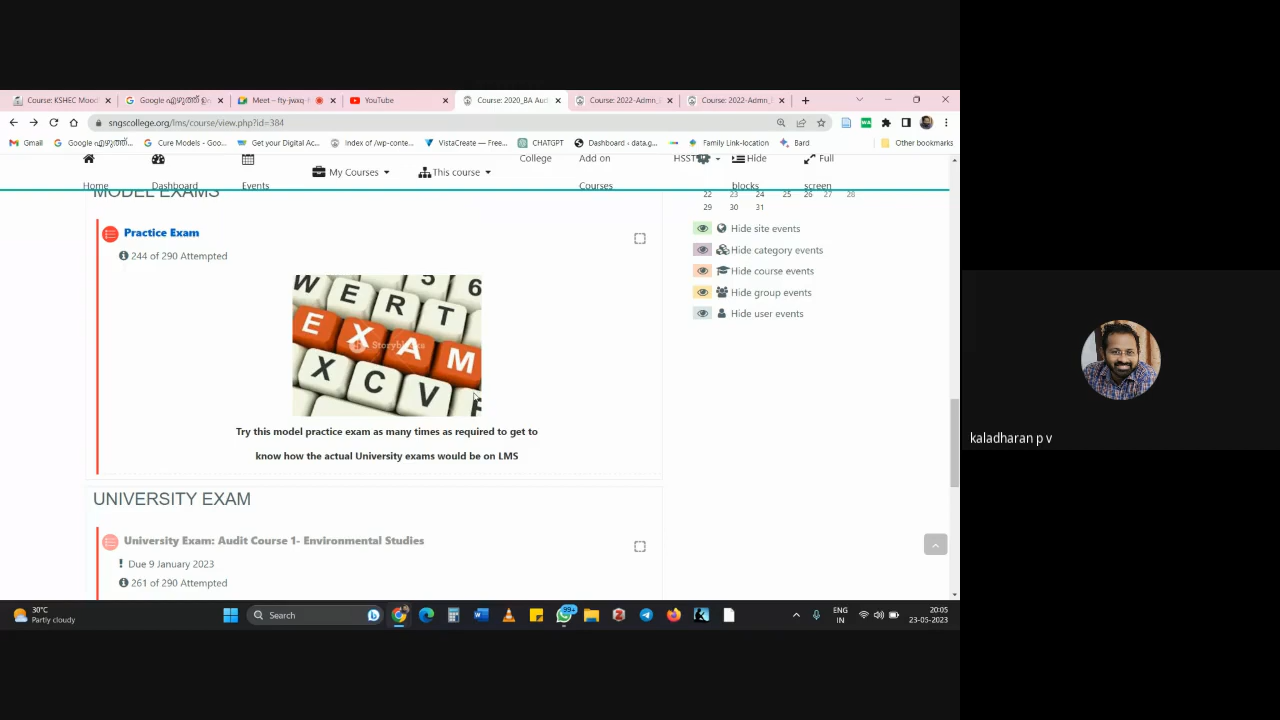 Course: KSHEC Mood
Google എഴുത്ത് ഉ
Meet – fty-jwxq-
YouTube
Course: 2020_BA Aud
Course: 2022-Admn_
Course: 2022-Admn_
sngscollege.org/lms/course/view.php?id=384
Gmail
Google എഴുത്ത്...
Cure Models - Goo...
Get your Digital Ac...
Index of /wp-conte...
VistaCreate — Free...
CHATGPT
Dashboard - data.g...
Family Link-location
Bard
Other bookmarks
Home
Dashboard
Events
My Courses
This course
College
Add on
Courses
HSST
Hide
blocks
Full
screen
MODEL EXAMS
22 23 24 25 26 27 28
29 30 31
Practice Exam
244 of 290 Attempted
Hide site events
Hide category events
Hide course events
Hide group events
Hide user events
W E R T 5 6
E X A M
X C V
Try this model practice exam as many times as required to get to
know how the actual University exams would be on LMS
UNIVERSITY EXAM
University Exam: Audit Course 1- Environmental Studies
Due 9 January 2023
261 of 290 Attempted
kaladharan p v
30°C
Partly cloudy
Search
99+
ENG
IN
20:05
23-05-2023